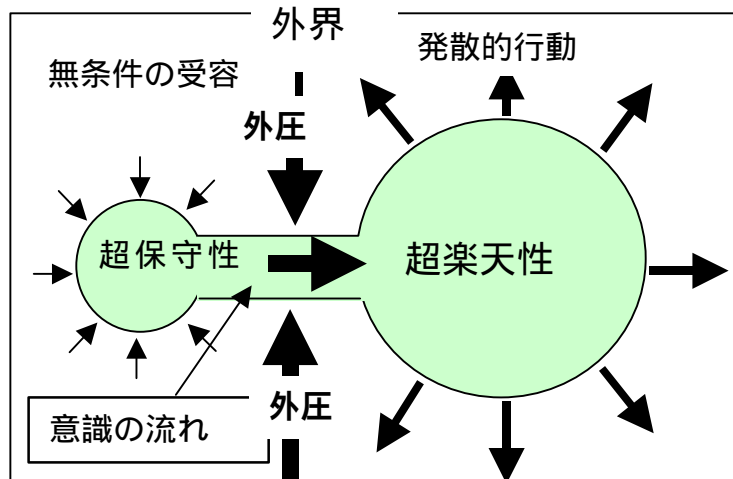 外界
発散的行動
無条件の受容
外圧
超保守性
超楽天性
外圧
意識の流れ